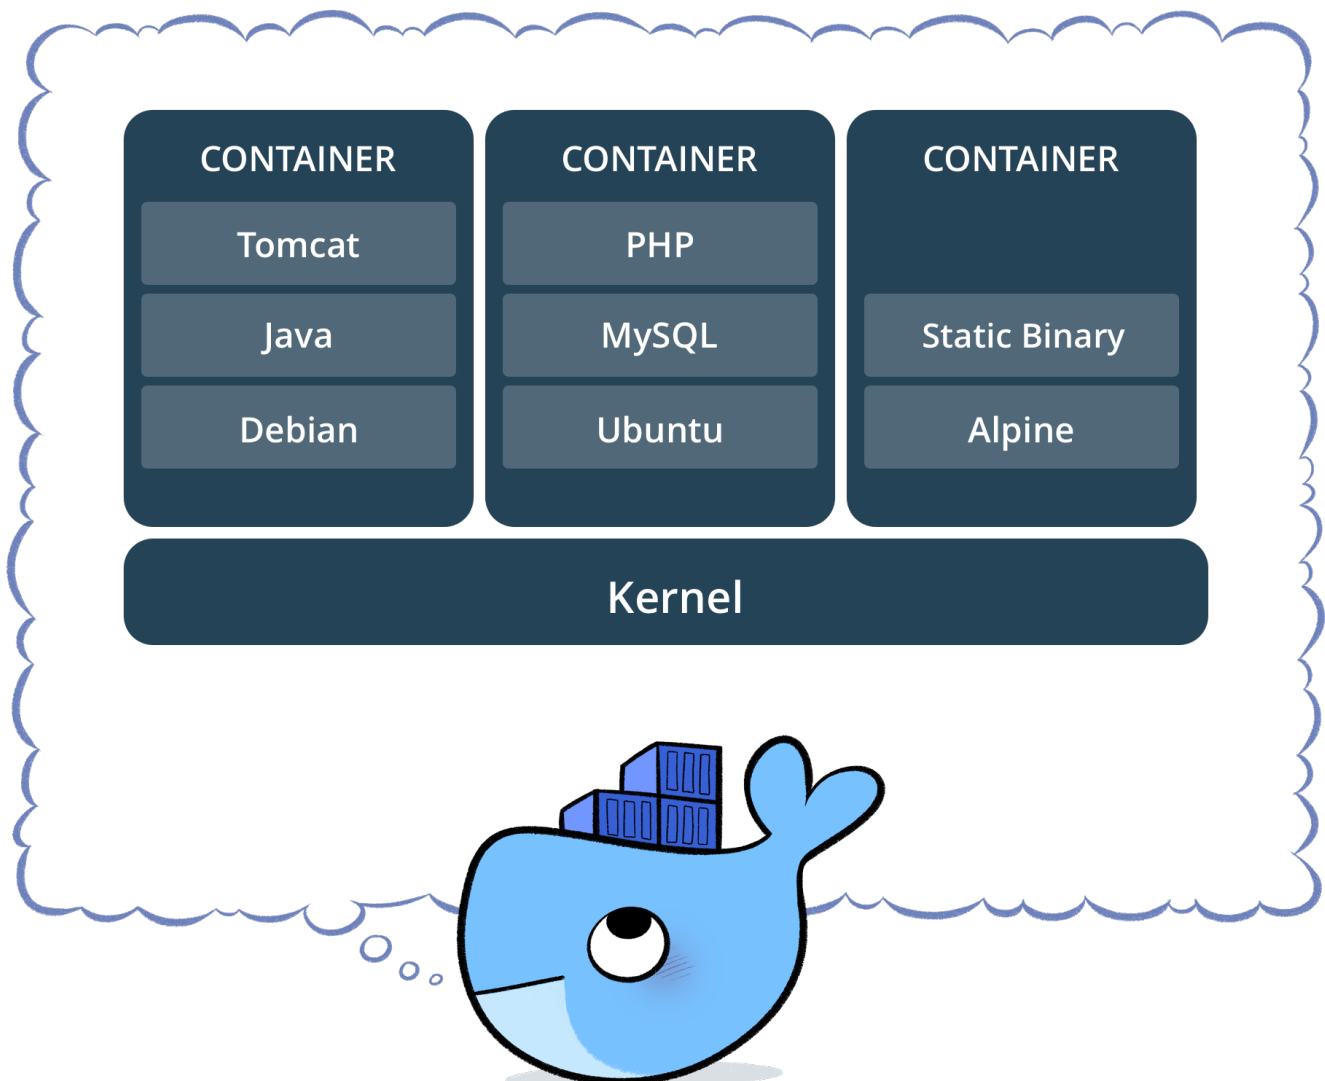 CONTAINER
Tomcat
Java
Debian
CONTAINER
PHP
MySQL
Ubuntu
CONTAINER
Static Binary
Alpine
Kernel